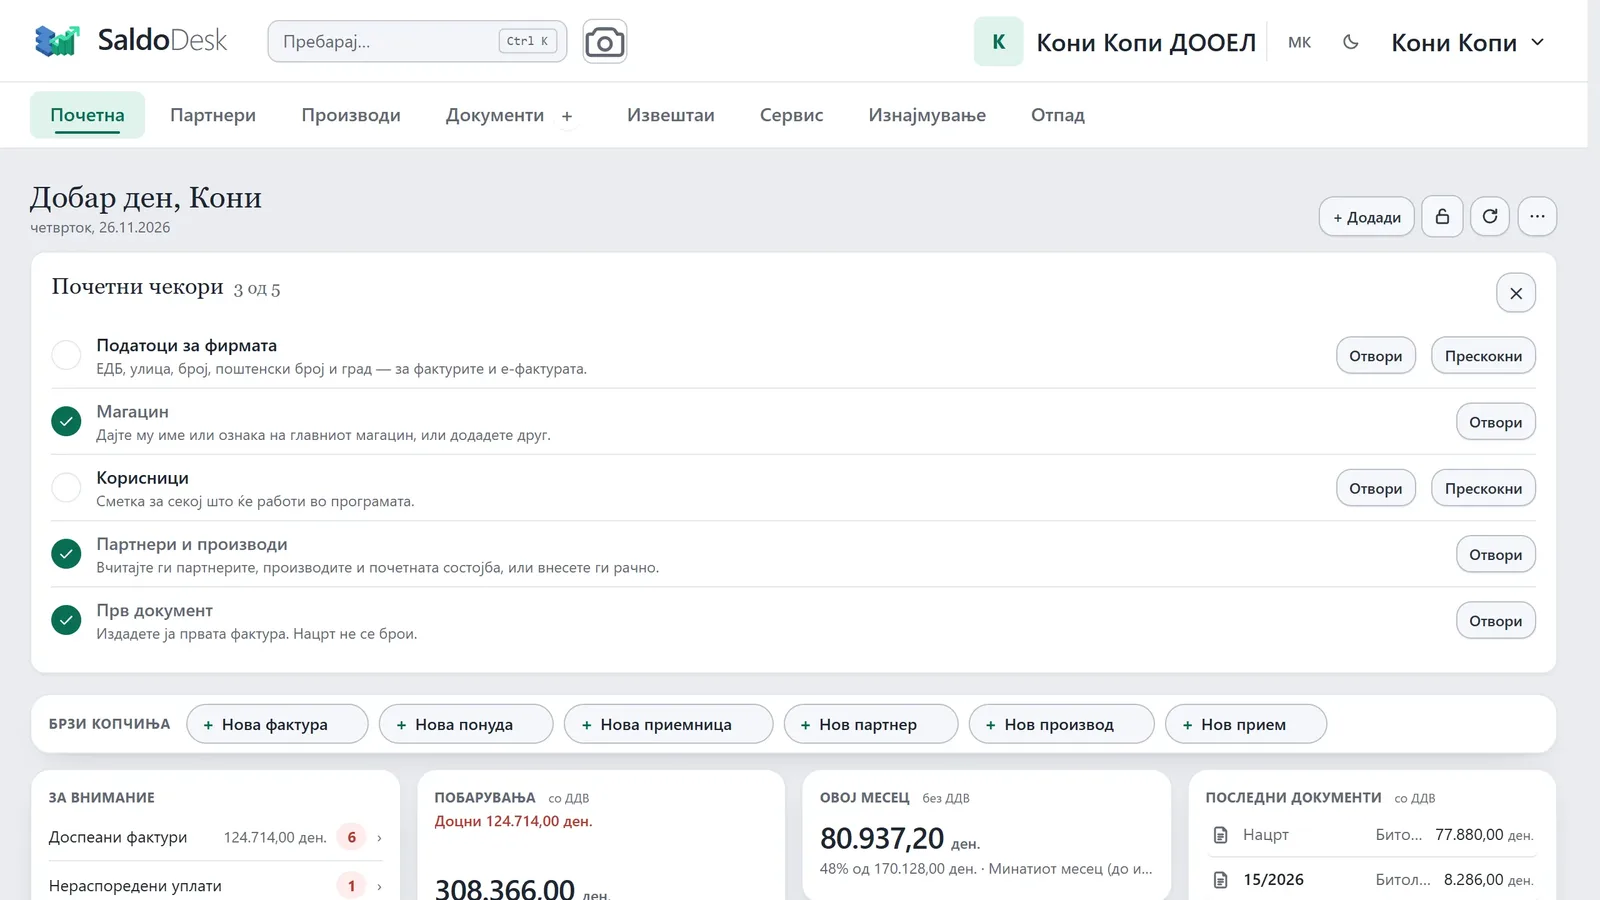 SaldoDesk
Пребарај...
Ctrl K
К
Кони Копи ДООЕЛ
МК
Кони Копи
Почетна
Партнери
Производи
Документи +
Извештаи
Сервис
Изнајмување
Отпад
Добар ден, Кони
четврток, 26.11.2026
+ Додади
Почетни чекори 3 од 5
Податоци за фирмата
ЕДБ, улица, број, поштенски број и град — за фактурите и е-фактурата.
Отвори
Прескокни
Магацин
Дајте му име или ознака на главниот магацин, или додадете друг.
Отвори
Корисници
Сметка за секој што ќе работи во програмата.
Отвори
Прескокни
Партнери и производи
Вчитајте ги партнерите, производите и почетната состојба, или внесете ги рачно.
Отвори
Прв документ
Издадете ја првата фактура. Нацрт не се брои.
Отвори
БРЗИ КОПЧИЊА
+ Нова фактура
+ Нова понуда
+ Нова приемница
+ Нов партнер
+ Нов производ
+ Нов прием
ЗА ВНИМАНИЕ
Доспеани фактури 124.714,00 ден. 6 ›
Нераспоредени уплати 1 ›
ПОБАРУВАЊА со ДДВ
Доцни 124.714,00 ден.
308.366,00 ден.
ОВОЈ МЕСЕЦ без ДДВ
80.937,20 ден.
48% од 170.128,00 ден. · Минатиот месец (до и...
ПОСЛЕДНИ ДОКУМЕНТИ со ДДВ
Нацрт Бито... 77.880,00 ден.
15/2026 Битол... 8.286,00 ден.